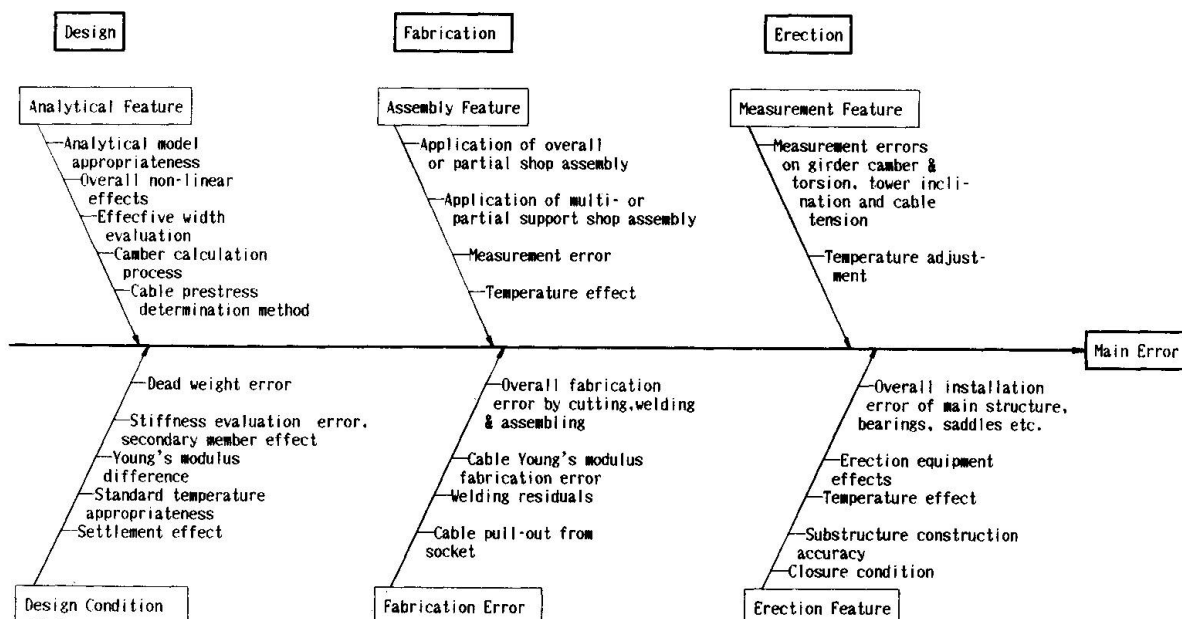 Design
Fabrication
Erection
Analytical Feature
Analytical model
appropriateness
Overall non-linear
effects
Effecfive width
evaluation
Camber calculation
process
Cable prestress
determination method
Assembly Feature
Application of overall
or partial shop assembly
Application of multi- or
partial support shop assembly
Measurement error
Temperature effect
Measurement Feature
Measurement errors
on girder camber &
torsion, tower incli-
nation and cable
tension
Temperature adjust-
ment
Main Error
Dead weight error
Stiffness evaluation error,
secondary member effect
Young's modulus
difference
Standard temperature
appropriateness
Settlement effect
Design Condition
Overall fabrication
error by cutting,welding
& assembling
Cable Young's modulus
fabrication error
Welding residuals
Cable pull-out from
socket
Fabrication Error
Overall installation
error of main structure,
bearings, saddles etc.
Erection equipment
effects
Temperature effect
Substructure construction
accuracy
Closure condition
Erection Feature